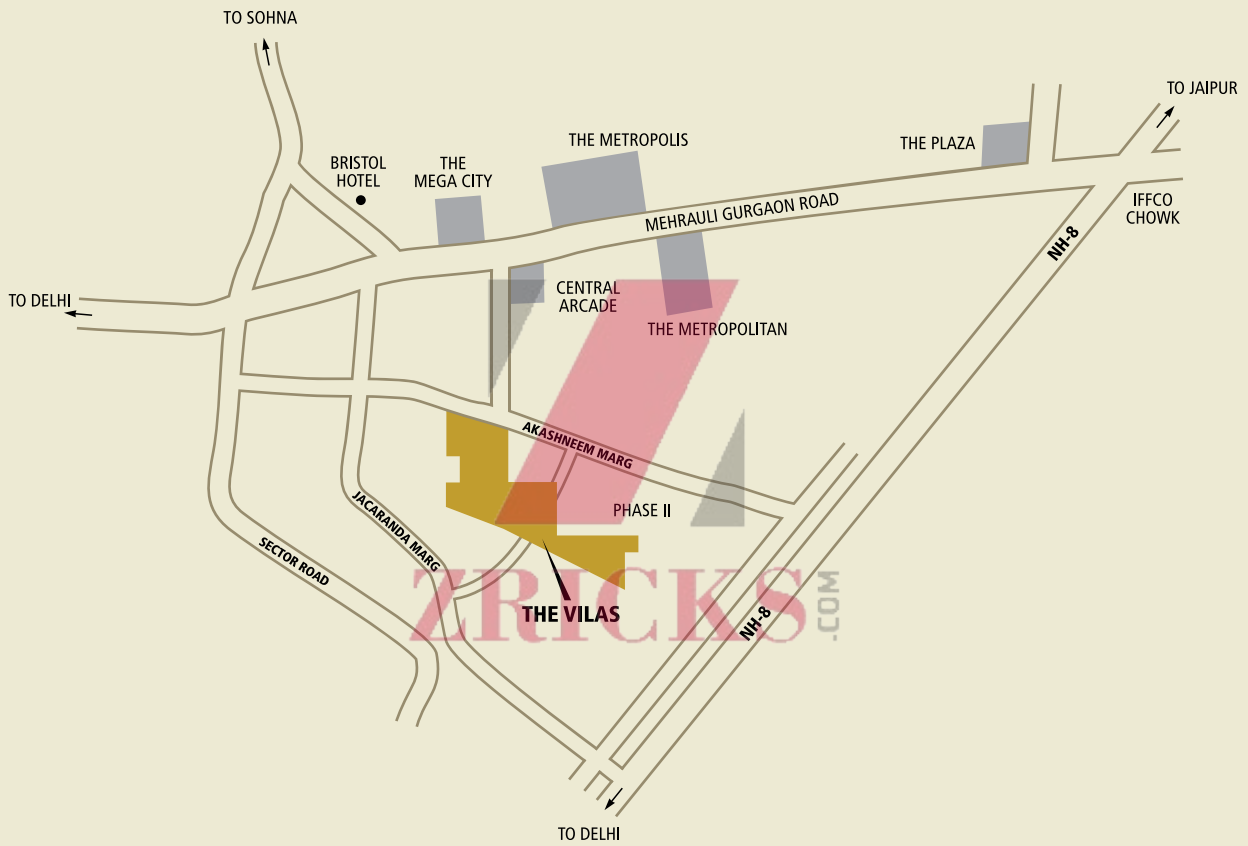 TO SOHNA
TO JAIPUR
THE METROPOLIS
THE PLAZA
BRISTOL
HOTEL
THE
MEGA CITY
MEHRAULI GURGAON ROAD
IFFCO
CHOWK
NH-8
TO DELHI
CENTRAL
ARCADE
THE METROPOLITAN
AKASHNEEM MARG
PHASE II
JACARANDA MARG
SECTOR ROAD
THE VILAS
ZRICKS
.COM
NH-8
TO DELHI